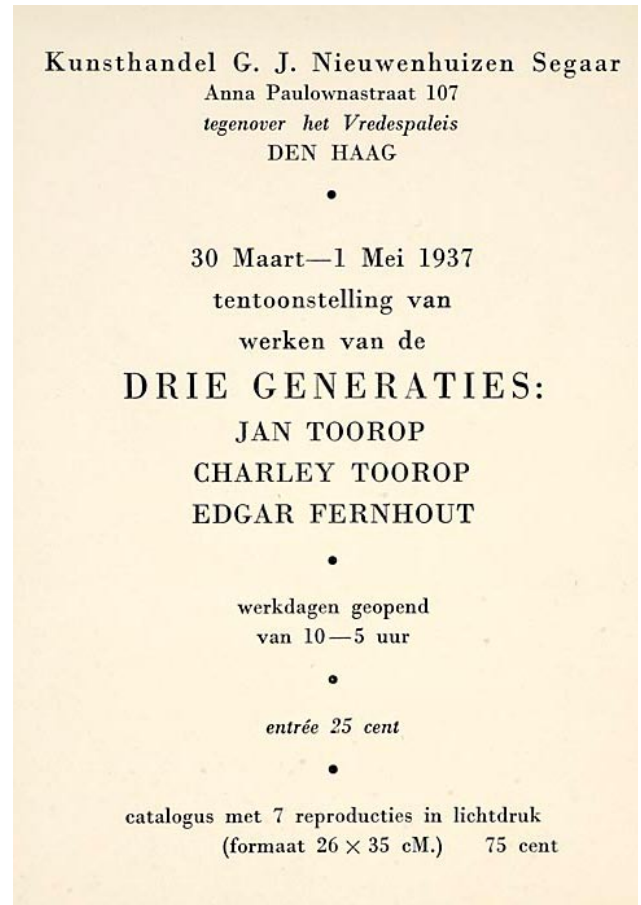 Kunsthandel G. J. Nieuwenhuizen Segaar
Anna Paulownastraat 107
tegenover het Vredespaleis
DEN HAAG
•
30 Maart—1 Mei 1937
tentoonstelling van
werken van de
DRIE GENERATIES:
JAN TOOROP
CHARLEY TOOROP
EDGAR FERNHOUT
•
werkdagen geopend
van 10—5 uur
•
entrée 25 cent
•
catalogus met 7 reproducties in lichtdruk
(formaat 26 × 35 cM.) 75 cent